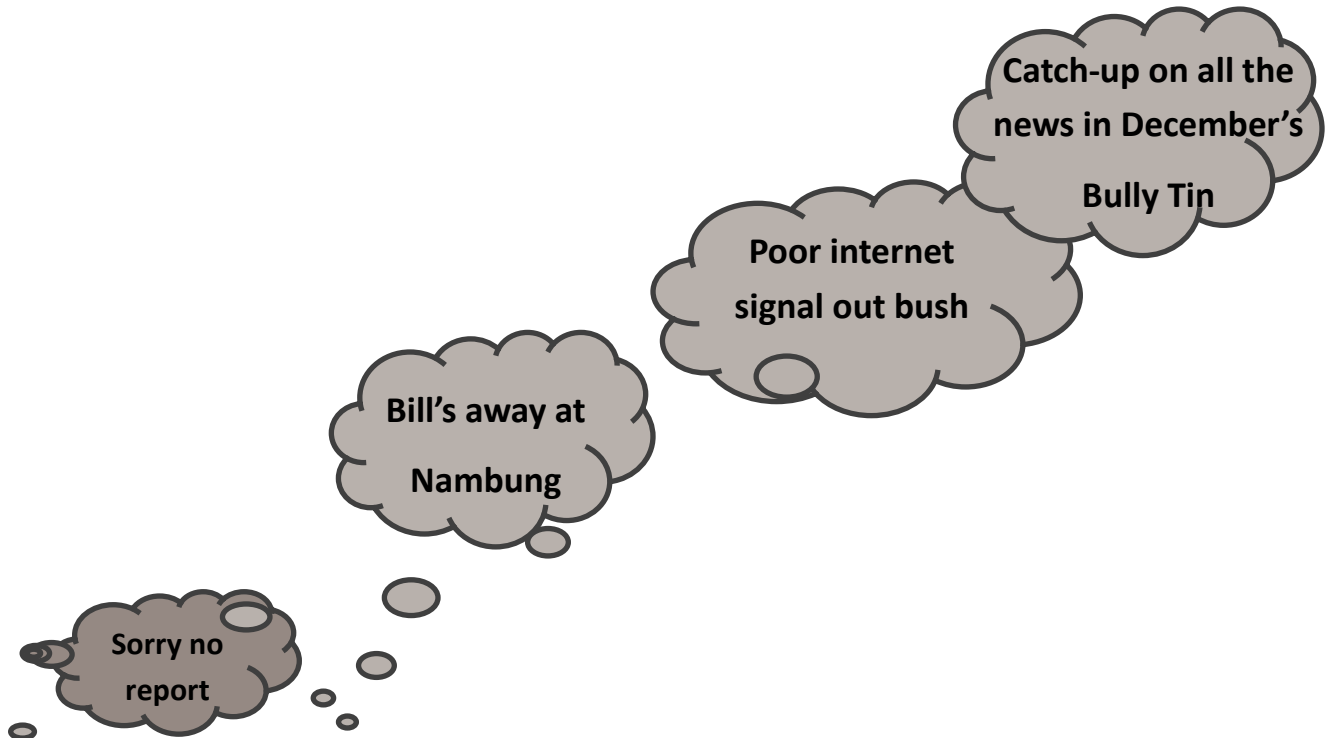 Sorry no
report
Bill’s away at
Nambung
Poor internet
signal out bush
Catch-up on all the
news in December’s
Bully Tin